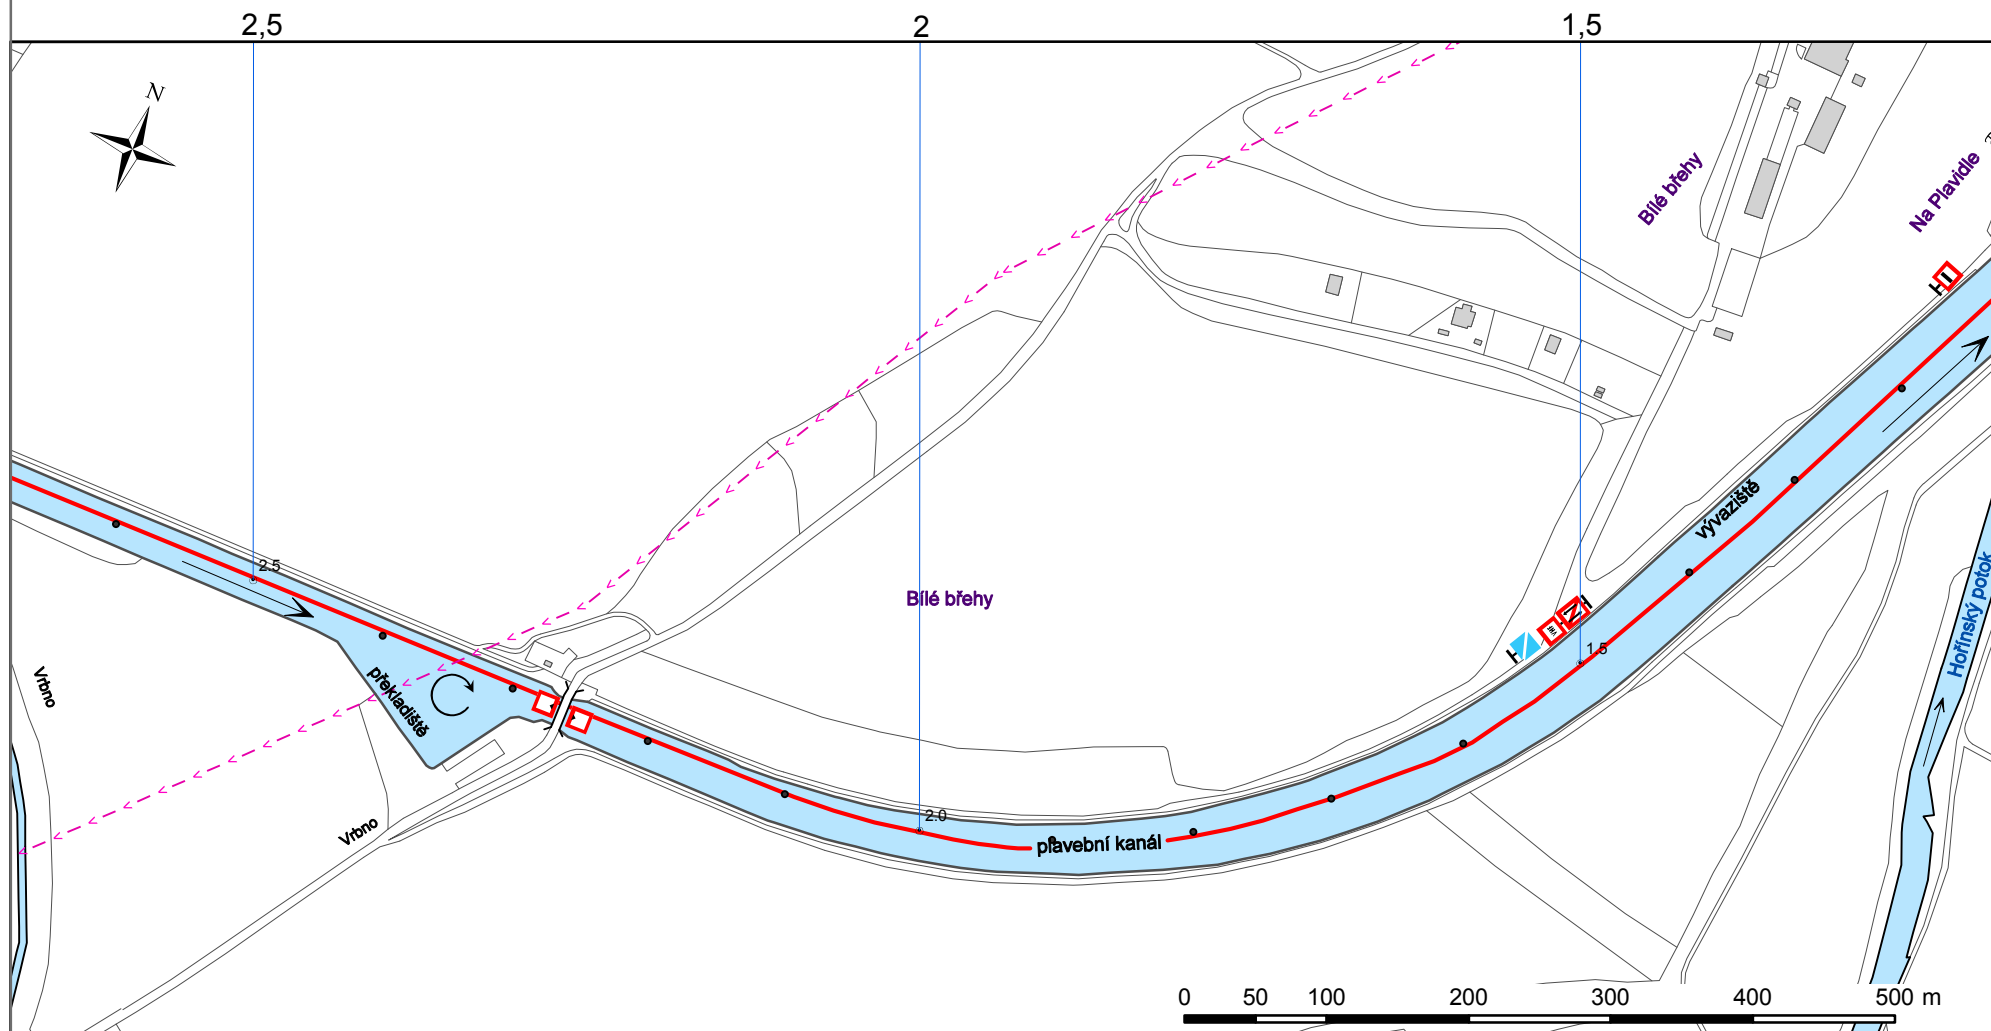 2,5
2
1,5
N
Bílé břehy
Na Plavidle
vývaziště
2.5
Bílé břehy
Hořínský potok
1.5
překladiště
Vrbno
2.0
Vrbno
plavební kanál
0 50 100 200 300 400 500 m